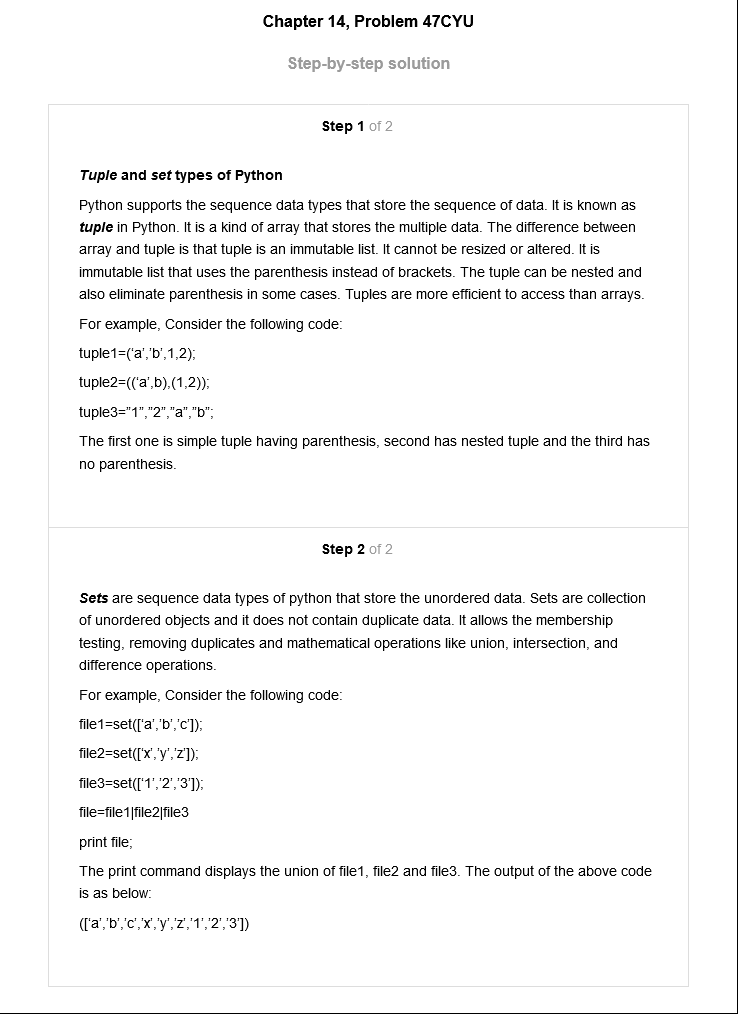 Chapter 14, Problem 47CYU
Step-by-step solution
Step 1 of 2
Tuple and set types of Python
Python supports the sequence data types that store the sequence of data. It is known as
tuple in Python. It is a kind of array that stores the multiple data. The difference between
array and tuple is that tuple is an immutable list. It cannot be resized or altered. It is
immutable list that uses the parenthesis instead of brackets. The tuple can be nested and
also eliminate parenthesis in some cases. Tuples are more efficient to access than arrays.
For example, Consider the following code:
tuple1=(‘a’,’b’,1,2);
tuple2=((‘a’,b),(1,2));
tuple3=”1”,”2”,”a”,”b”;
The first one is simple tuple having parenthesis, second has nested tuple and the third has
no parenthesis.
Step 2 of 2
Sets are sequence data types of python that store the unordered data. Sets are collection
of unordered objects and it does not contain duplicate data. It allows the membership
testing, removing duplicates and mathematical operations like union, intersection, and
difference operations.
For example, Consider the following code:
file1=set([‘a’,’b’,’c’]);
file2=set([‘x’,’y’,’z’]);
file3=set([‘1’,’2’,’3’]);
file=file1|file2|file3
print file;
The print command displays the union of file1, file2 and file3. The output of the above code
is as below:
([‘a’,’b’,’c’,’x’,’y’,’z’,’1’,’2’,’3’])